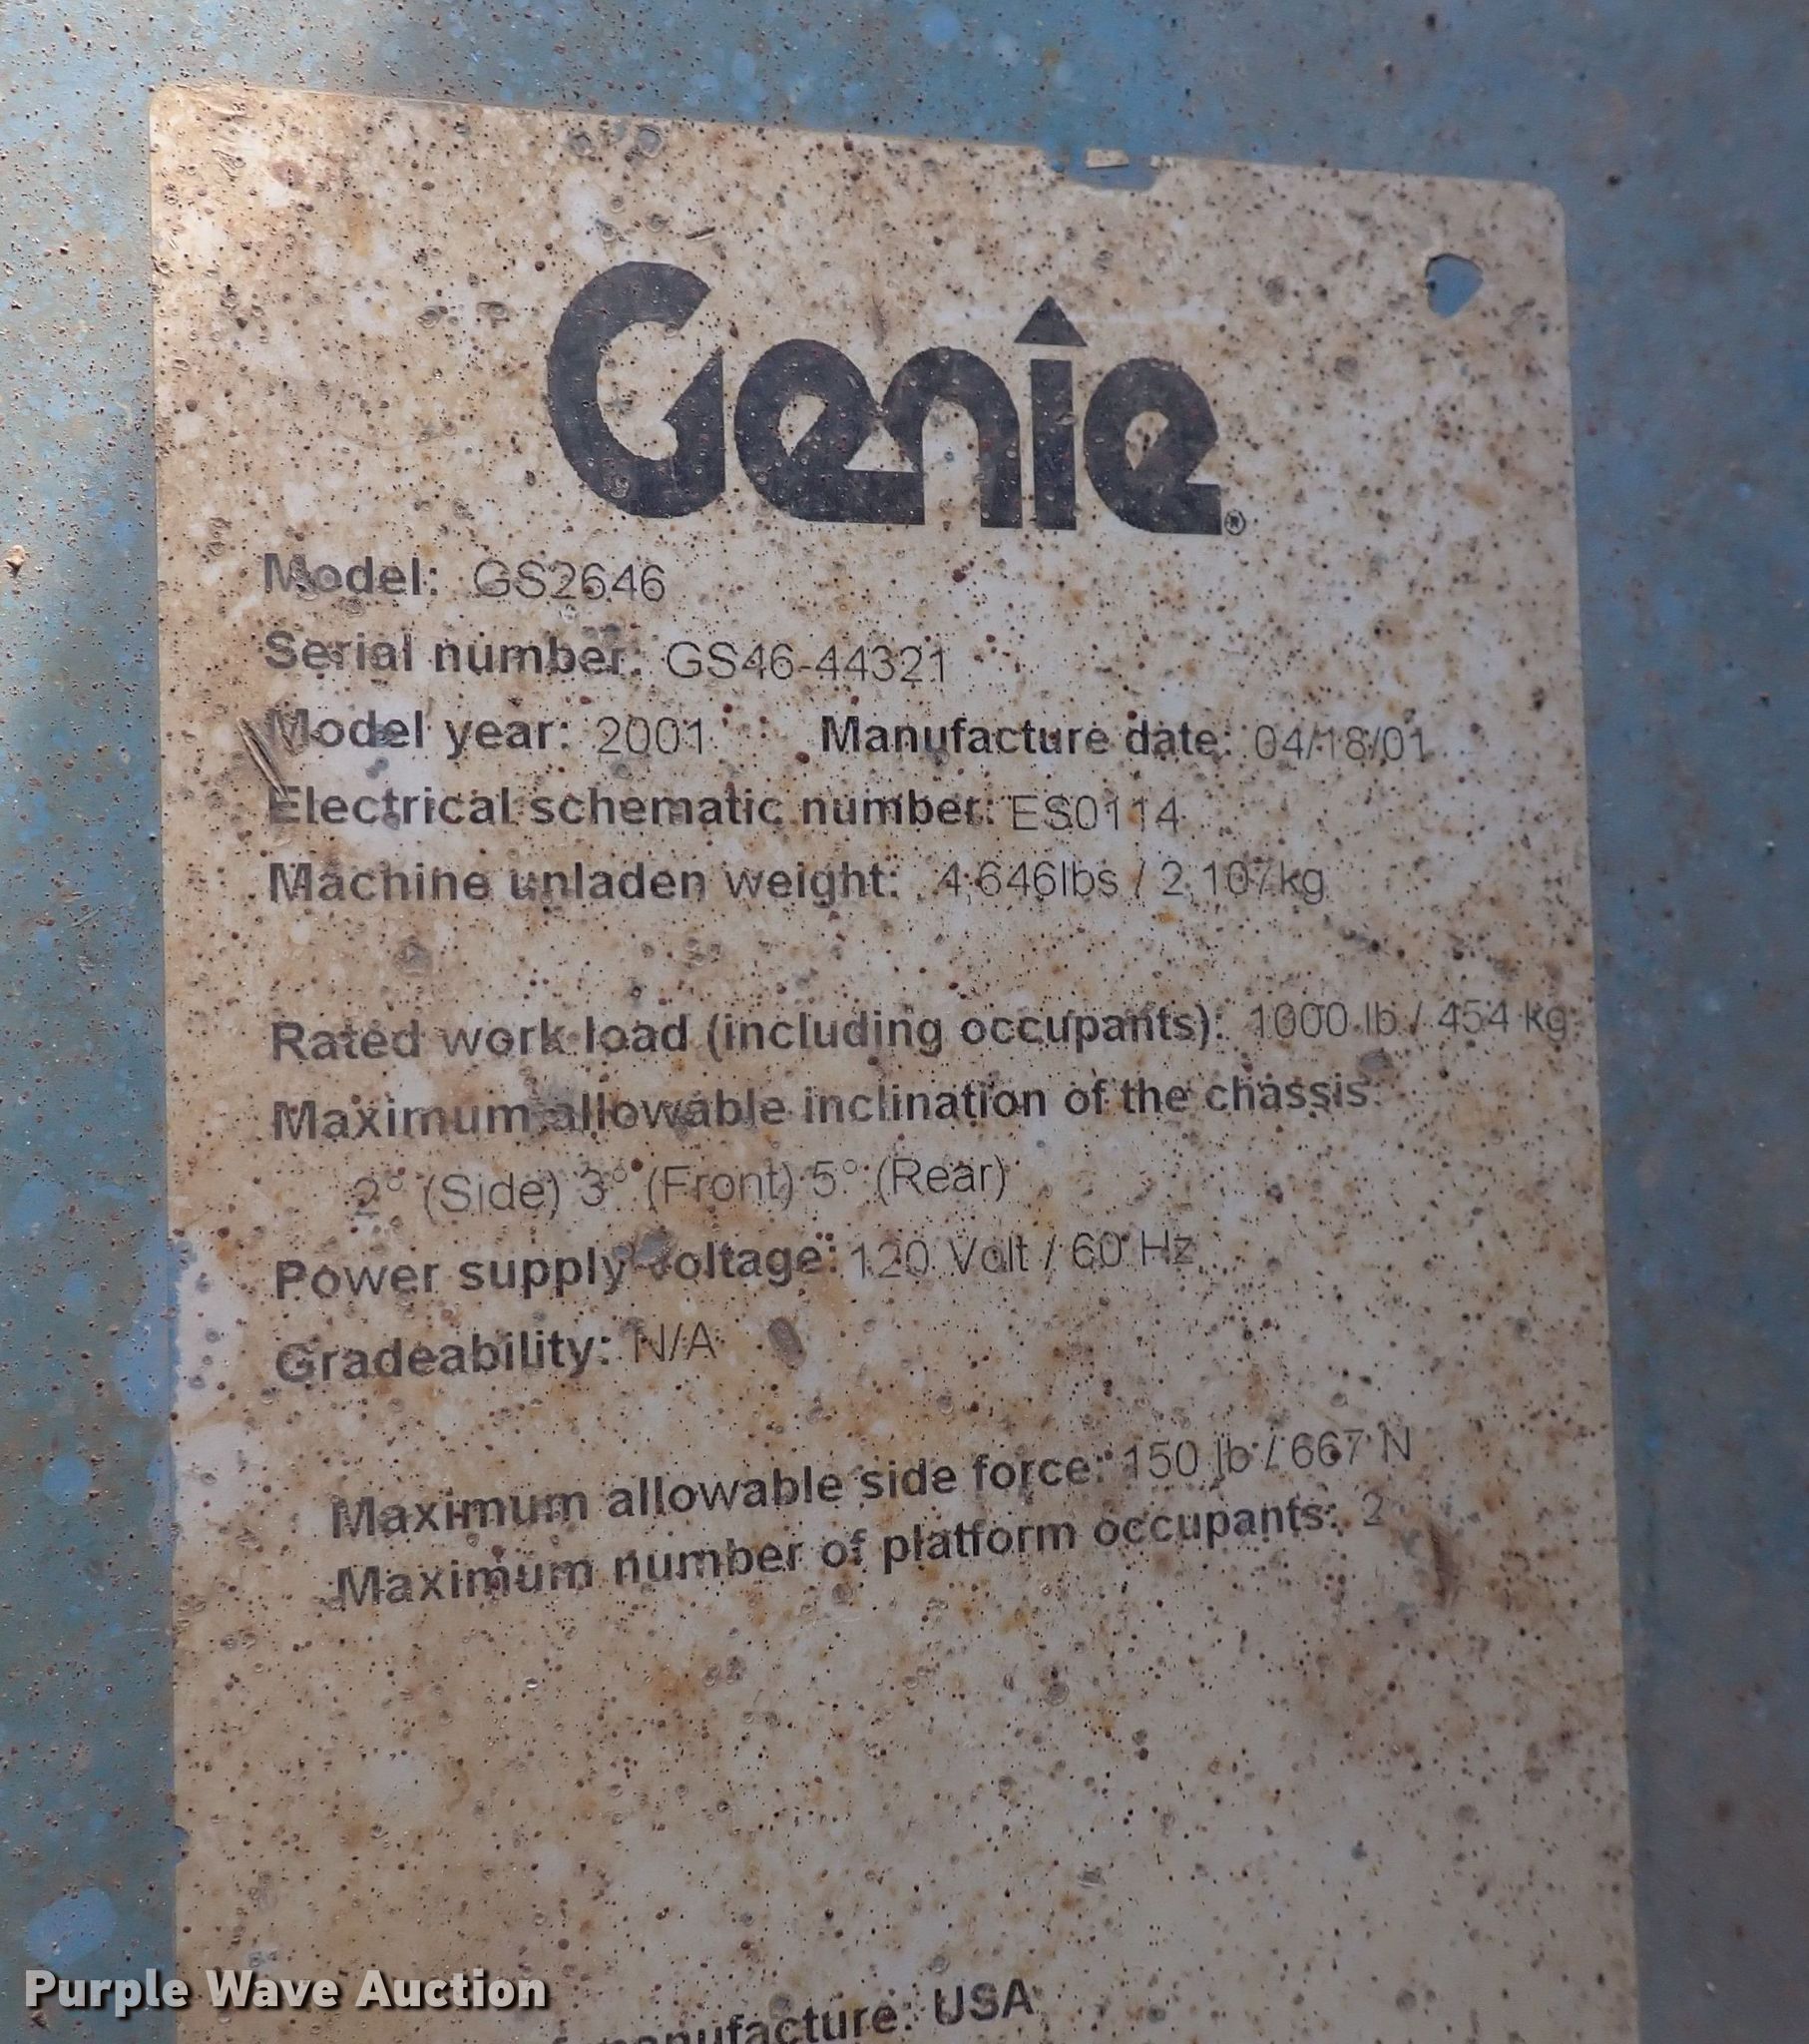 Genie®
Model: GS2646
Serial number: GS46-44321
Model year: 2001 Manufacture date: 04/18/01
Electrical schematic number: ES0114
Machine unladen weight: 4,646lbs / 2,107kg
Rated work load (including occupants): 1000 lb / 454 kg
Maximum allowable inclination of the chassis:
2° (Side) 3° (Front) 5° (Rear)
Power supply voltage: 120 Volt / 60 Hz
Gradeability: N/A
Maximum allowable side force: 150 lb / 667 N
Maximum number of platform occupants: 2
manufacture: USA
Purple Wave Auction